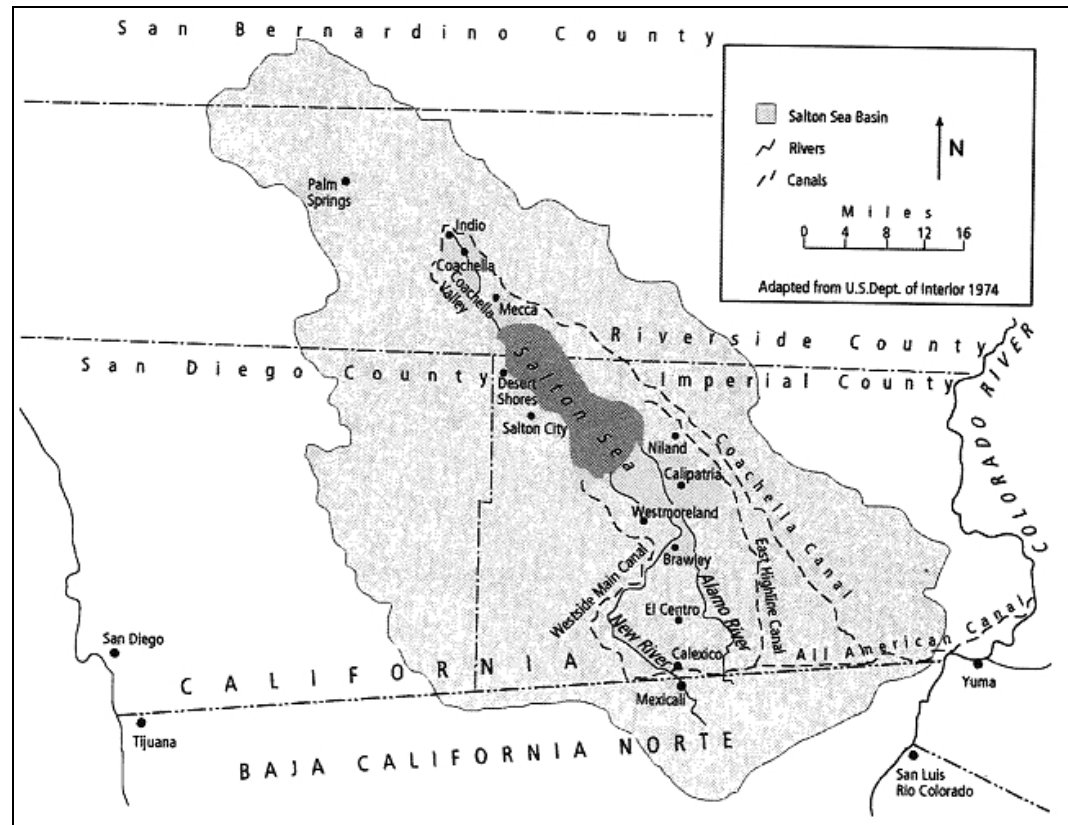 San Bernardino County
Salton Sea Basin
Rivers
Canals
N
Miles
0 4 8 12 16
Adapted from U.S.Dept. of Interior 1974
Palm
Springs
Indio
Coachella
Coachella
Valley
Mecca
Riverside County
San Diego County
Imperial County
Salton Sea
Desert
Shores
Salton City
Niland
Calipatria
Coachella Canal
COLORADO RIVER
Westmoreland
Westside Main Canal
Brawley
East Highline Canal
Alamo River
El Centro
New River
All American Canal
San Diego
Calexico
CALIFORNIA
Mexicali
Yuma
Tijuana
BAJA CALIFORNIA NORTE
San Luis
Rio Colorado